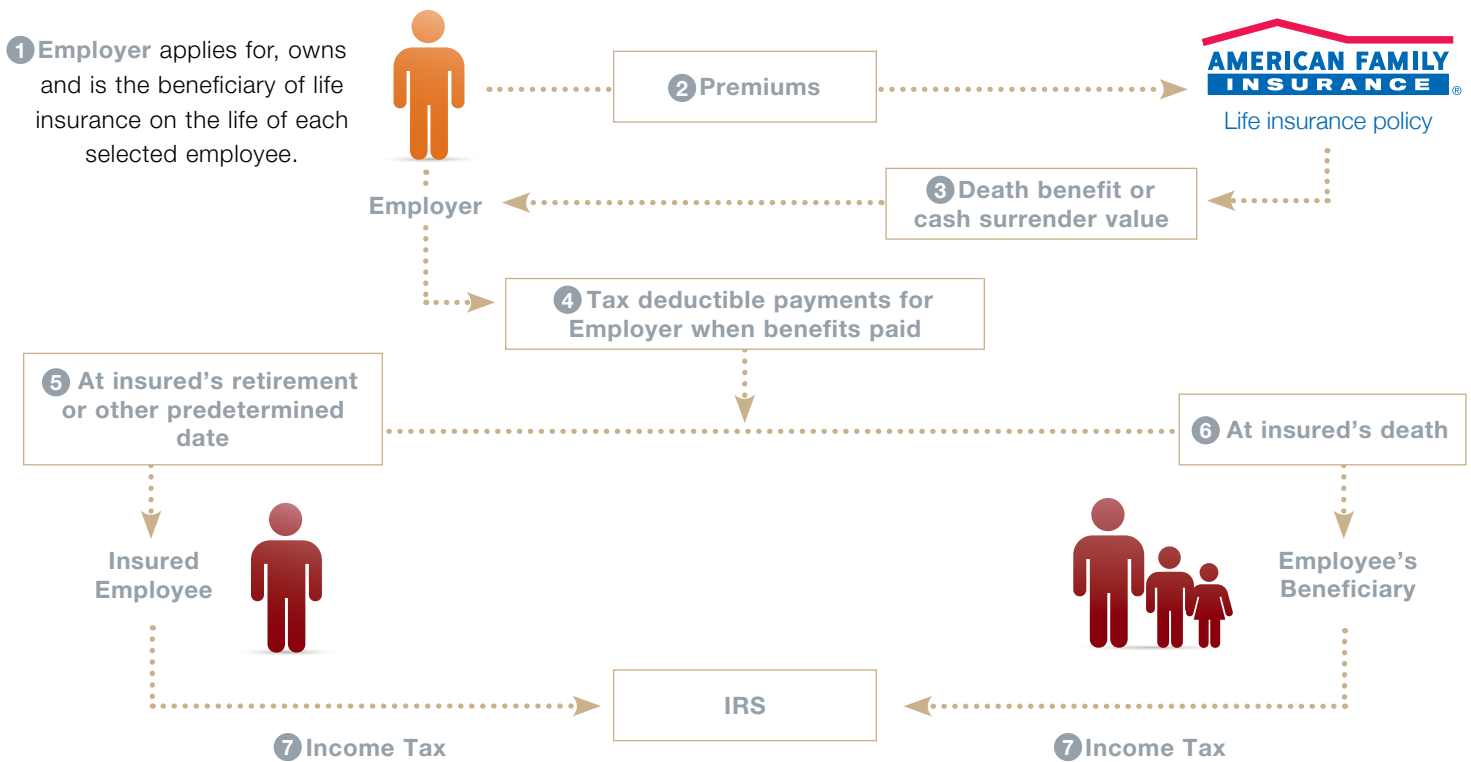 1 Employer applies for, owns
and is the beneficiary of life
insurance on the life of each
selected employee.
2 Premiums
AMERICAN FAMILY
INSURANCE ®
Life insurance policy
Employer
3 Death benefit or
cash surrender value
4 Tax deductible payments for
Employer when benefits paid
5 At insured's retirement
or other predetermined
date
6 At insured's death
Insured
Employee
Employee's
Beneficiary
IRS
7 Income Tax
7 Income Tax